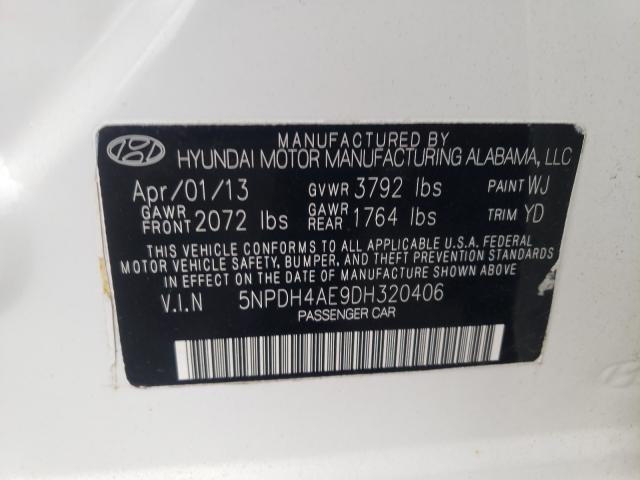 MANUFACTURED BY
HYUNDAI MOTOR MANUFACTURING ALABAMA, LLC
Apr/01/13 GVWR 3792 lbs PAINT WJ
GAWR FRONT 2072 lbs GAWR REAR 1764 lbs TRIM YD
THIS VEHICLE CONFORMS TO ALL APPLICABLE U.S.A. FEDERAL
MOTOR VEHICLE SAFETY, BUMPER, AND THEFT PREVENTION STANDARDS
IN EFFECT ON THE DATE OF MANUFACTURE SHOWN ABOVE.
V.I.N 5NPDH4AE9DH320406
PASSENGER CAR